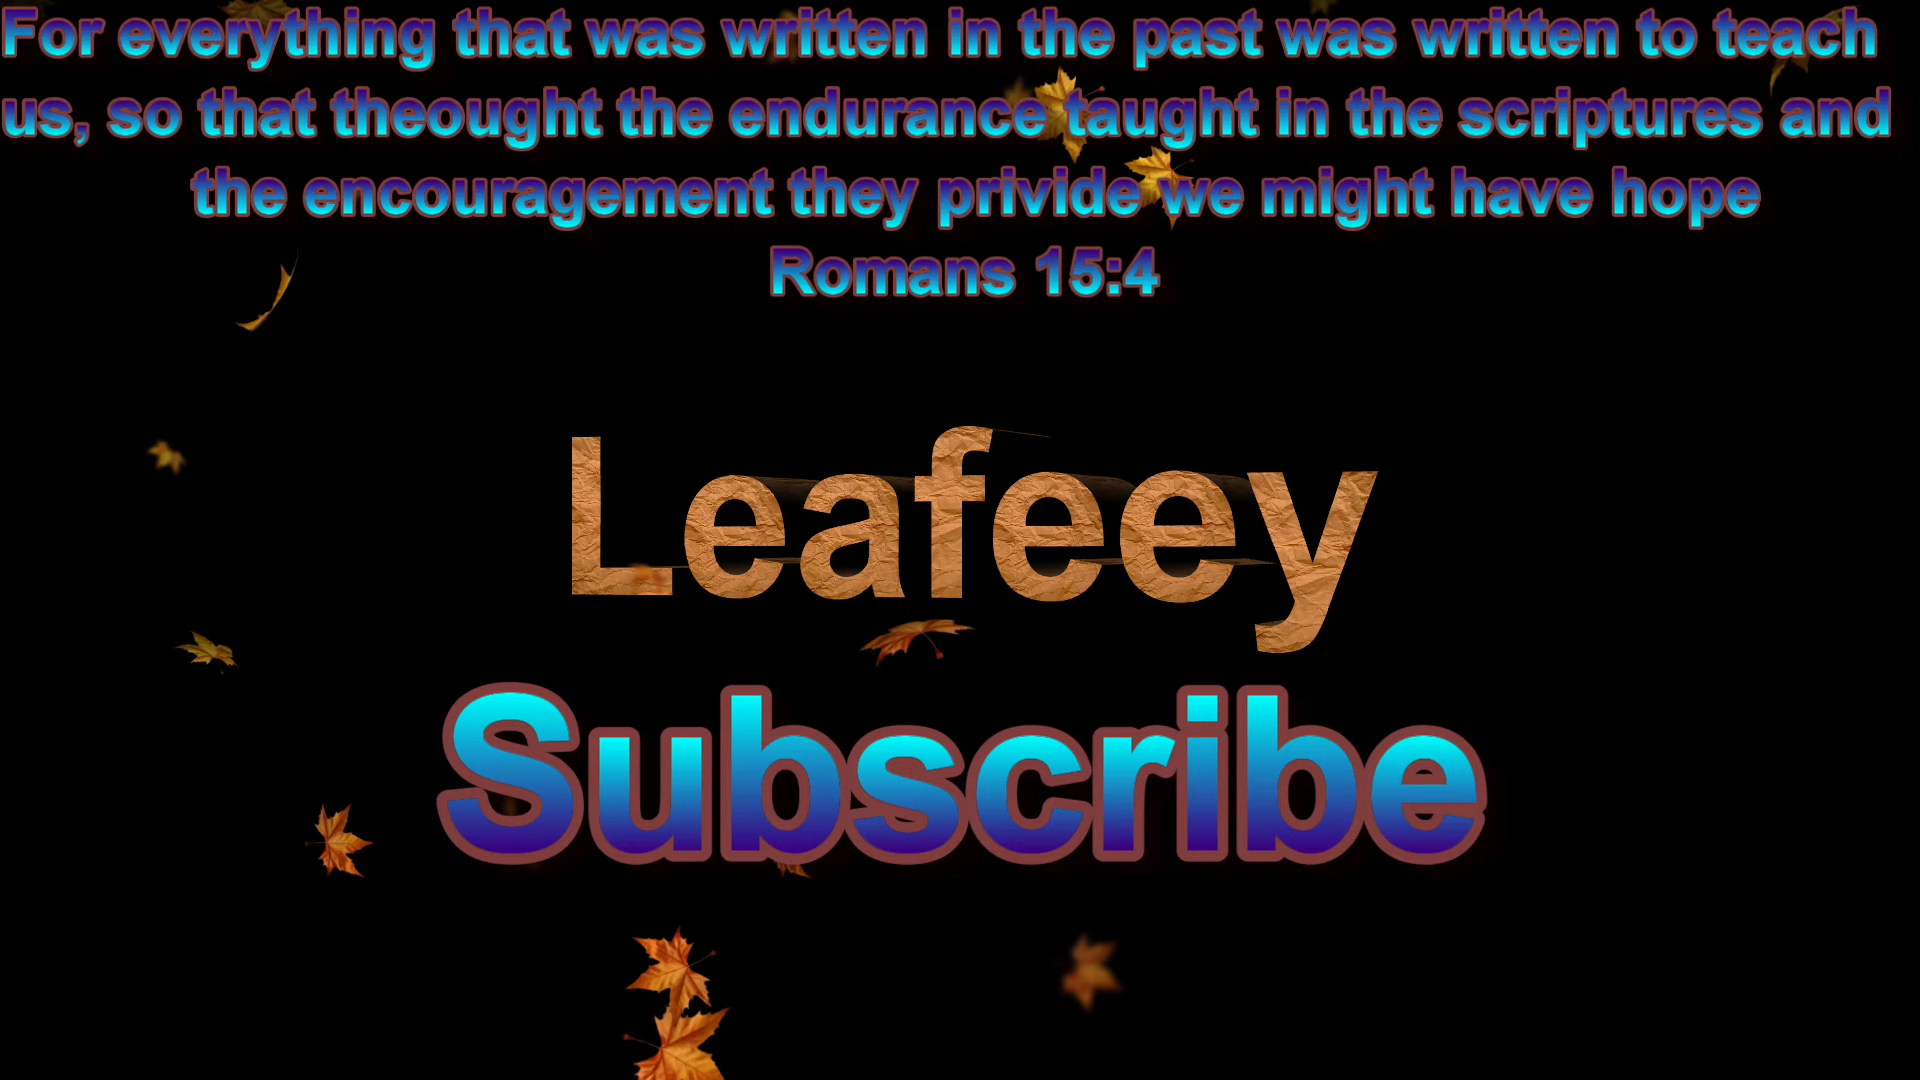 For everything that was written in the past was written to teach
us, so that theought the endurance taught in the scriptures and
the encouragement they privide we might have hope
Romans 15:4
Leafeey
Subscribe